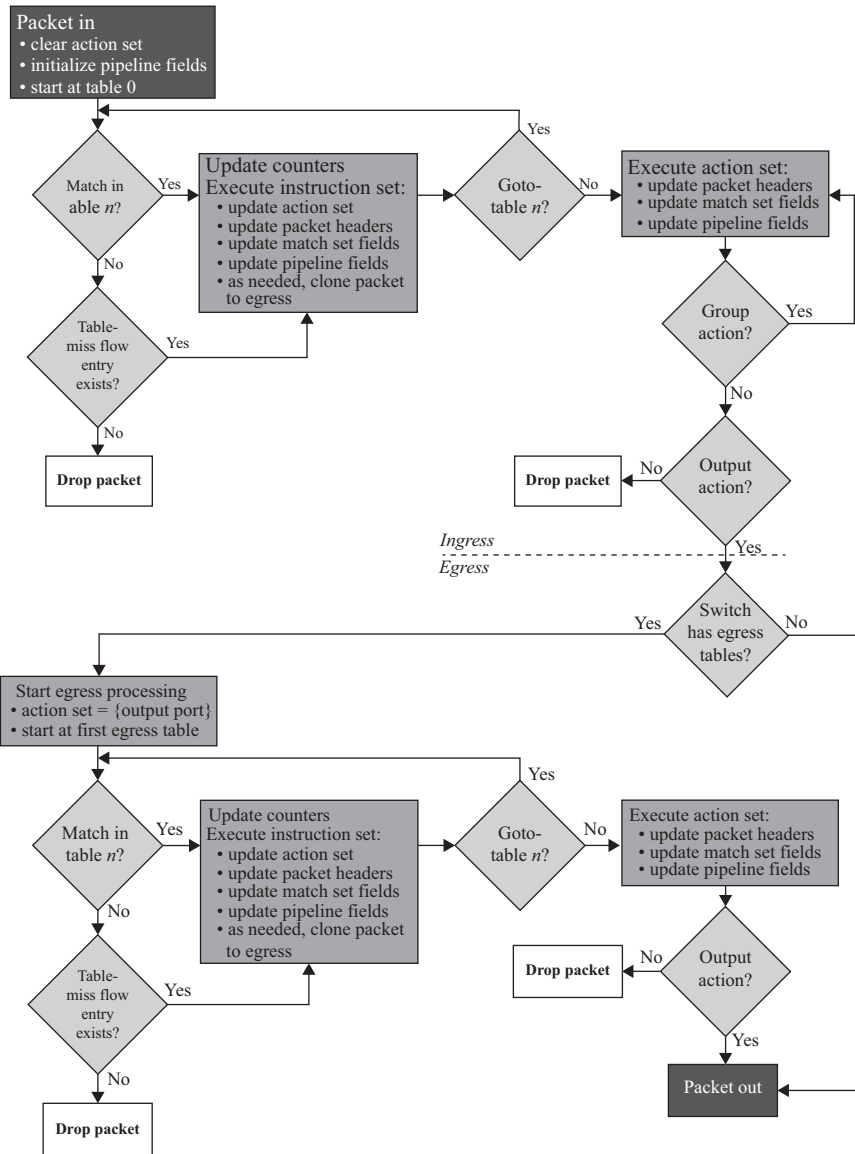 Packet in
• clear action set
• initialize pipeline fields
• start at table 0
Yes
Match in
able n?
Yes
Update counters
Execute instruction set:
• update action set
• update packet headers
• update match set fields
• update pipeline fields
• as needed, clone packet
to egress
Goto-
table n?
No
Execute action set:
• update packet headers
• update match set fields
• update pipeline fields
No
Table-
miss flow
entry
exists?
Yes
Group
action?
Yes
No
No
Drop packet
Drop packet
No
Output
action?
Ingress
Yes
Egress
Yes
Switch
has egress
tables?
No
Start egress processing
• action set = {output port}
• start at first egress table
Yes
Match in
table n?
Yes
Update counters
Execute instruction set:
• update action set
• update packet headers
• update match set fields
• update pipeline fields
• as needed, clone packet
to egress
Goto-
table n?
No
Execute action set:
• update packet headers
• update match set fields
• update pipeline fields
No
Table-
miss flow
entry
exists?
Yes
Drop packet
No
Output
action?
Yes
No
Packet out
Drop packet